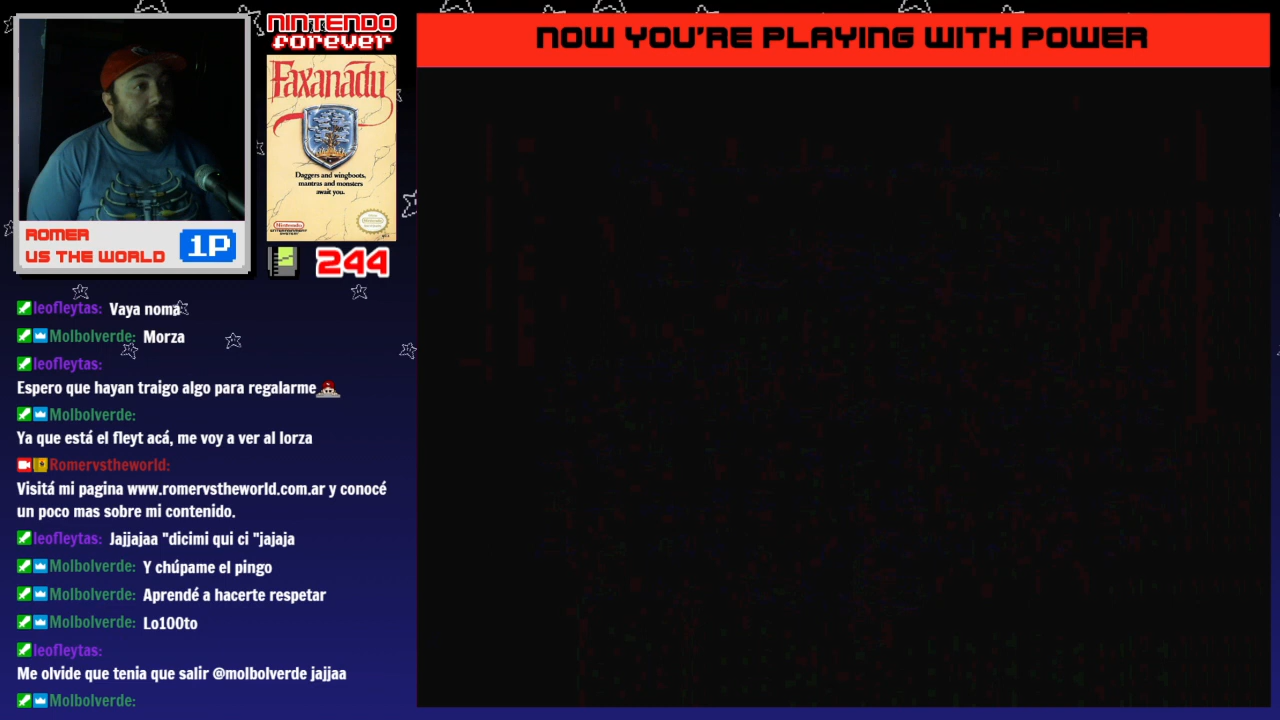 NINTENDO
forever
NOW YOU'RE PLAYING WITH POWER
Faxanadu
Daggers and wingboots,
mantras and monsters
await you.
Nintendo
ENTERTAINMENT
SYSTEM
ROMER
VS THE WORLD
1P
244
leofleytas: Vaya noma
Molbolverde: Morza
leofleytas:
Espero que hayan traigo algo para regalarme
Molbolverde:
Ya que está el fleyt acá, me voy a ver al lorza
Romervstheworld:
Visitá mi pagina www.romervstheworld.com.ar y conocé
un poco mas sobre mi contenido.
leofleytas: Jajjajaa "dicimi qui ci "jajaja
Molbolverde: Y chúpame el pingo
Molbolverde: Aprendé a hacerte respetar
Molbolverde: Lo100to
leofleytas:
Me olvide que tenia que salir @molbolverde jajjaa
Molbolverde: